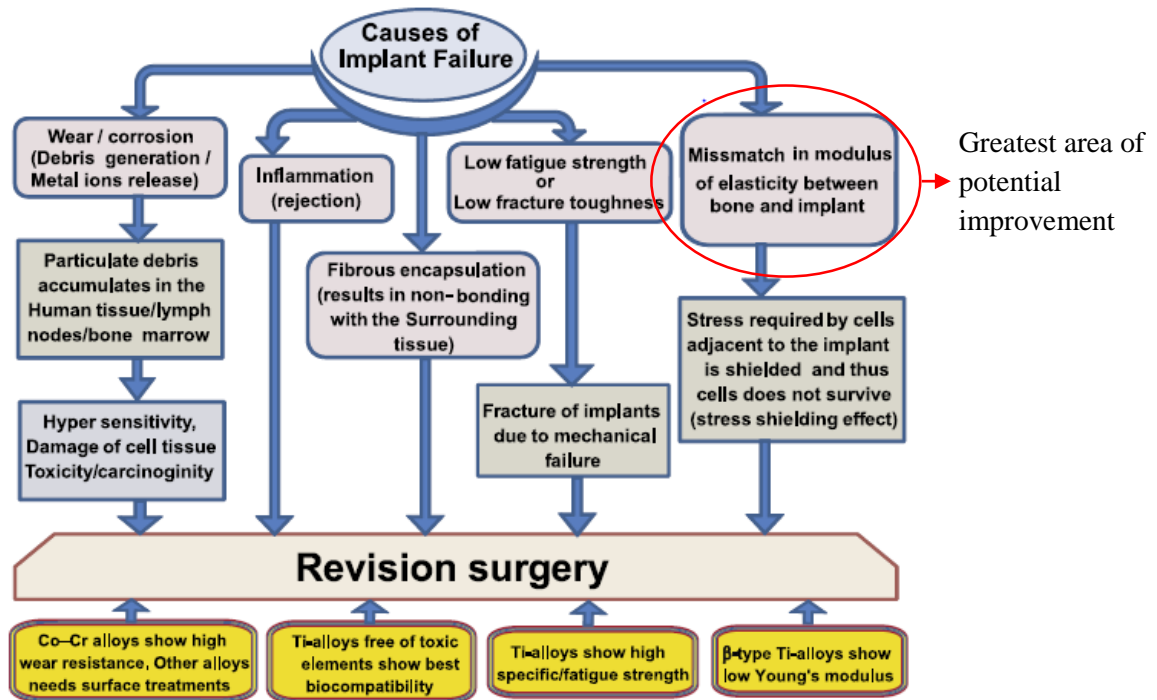 Causes of
Implant Failure
Wear / corrosion
(Debris generation /
Metal ions release)
Inflammation
(rejection)
Low fatigue strength
or
Low fracture toughness
Missmatch in modulus
of elasticity between
bone and implant
Greatest area of
potential
improvement
Particulate debris
accumulates in the
Human tissue/lymph
nodes/bone marrow
Fibrous encapsulation
(results in non-bonding
with the Surrounding
tissue)
Stress required by cells
adjacent to the implant
is shielded and thus
cells does not survive
(stress shielding effect)
Hyper sensitivity,
Damage of cell tissue
Toxicity/carcinoginity
Fracture of implants
due to mechanical
failure
Revision surgery
Co-Cr alloys show high
wear resistance, Other alloys
needs surface treatments
Ti-alloys free of toxic
elements show best
biocompatibility
Ti-alloys show high
specific/fatigue strength
β-type Ti-alloys show
low Young's modulus